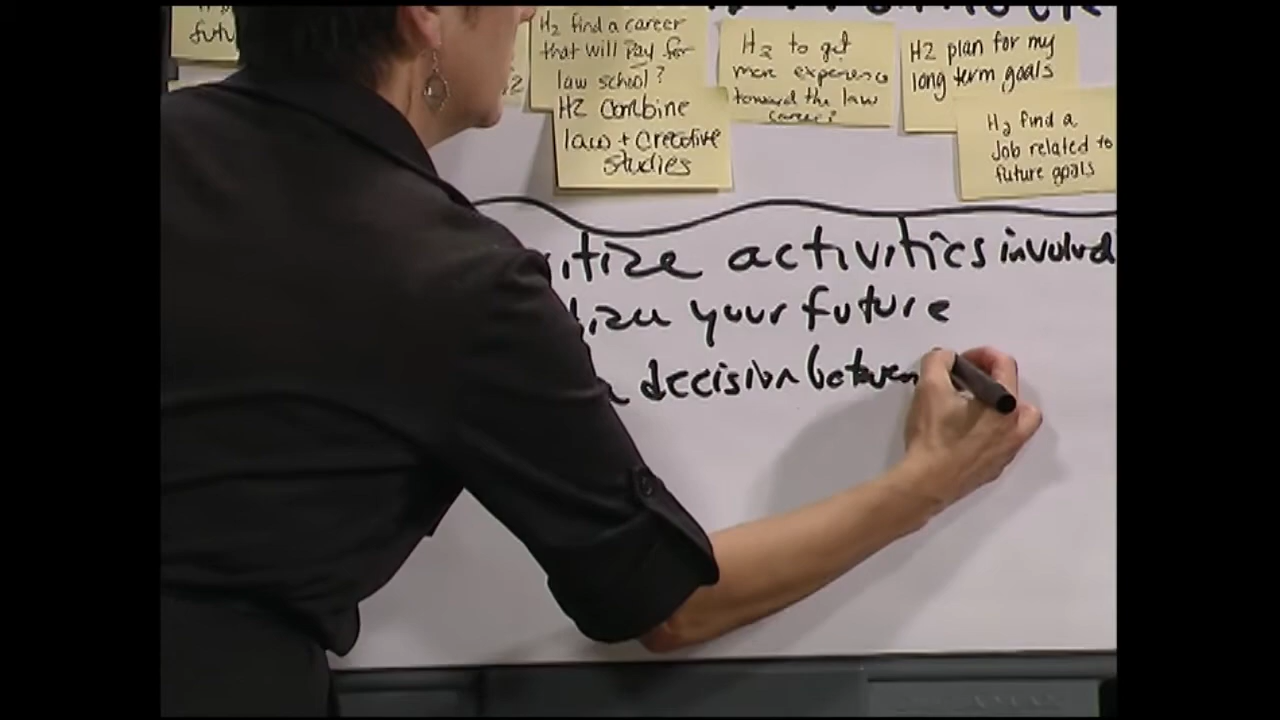 futu
H2 find a career
that will pay for
law school?
H2 combine
law + creative
studies
H2 to get
more experience
toward the law
career?
H2 plan for my
long term goals
H2 find a
Job related to
future goals
itize activities involved
your future
decision between